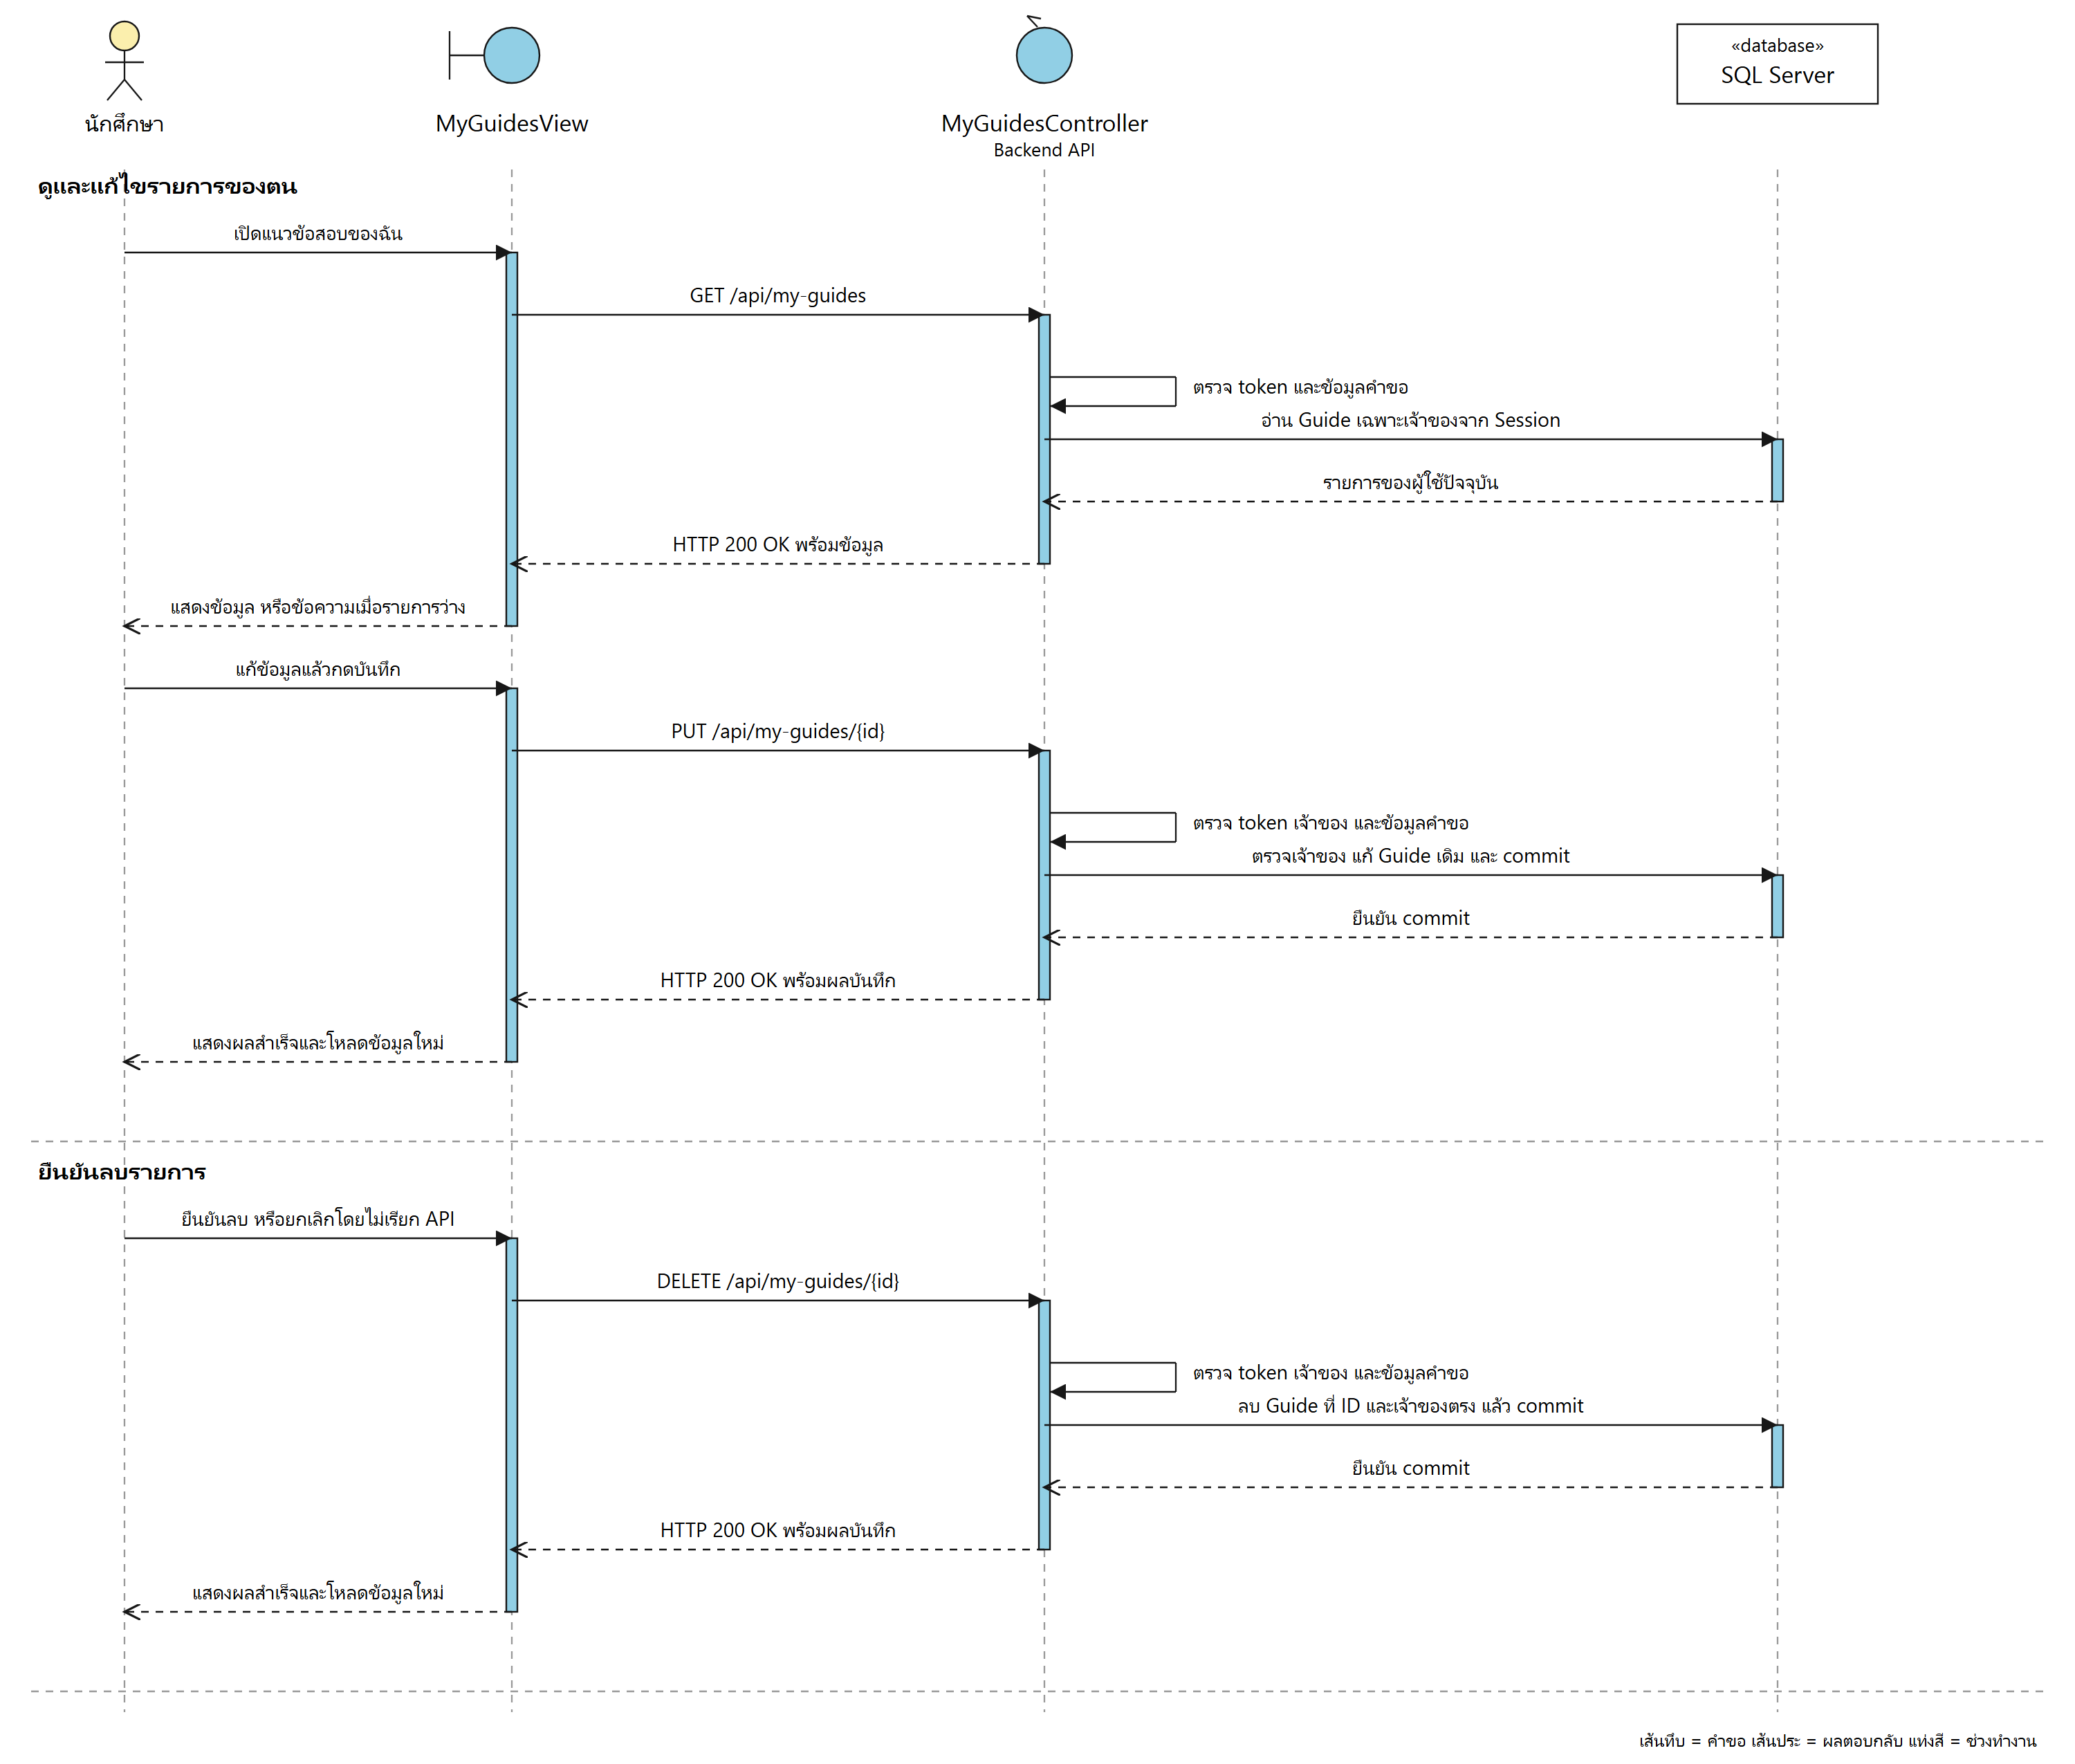 นักศึกษา
MyGuidesView
MyGuidesController
Backend API
«database»
SQL Server
ดูและแก้ไขรายการของตน
เปิดแนวข้อสอบของฉัน
GET /api/my-guides
ตรวจ token และข้อมูลคำขอ
อ่าน Guide เฉพาะเจ้าของจาก Session
รายการของผู้ใช้ปัจจุบัน
HTTP 200 OK พร้อมข้อมูล
แสดงข้อมูล หรือข้อความเมื่อรายการว่าง
แก้ข้อมูลแล้วกดบันทึก
PUT /api/my-guides/{id}
ตรวจ token เจ้าของ และข้อมูลคำขอ
ตรวจเจ้าของ แก้ Guide เดิม และ commit
ยืนยัน commit
HTTP 200 OK พร้อมผลบันทึก
แสดงผลสำเร็จและโหลดข้อมูลใหม่
ยืนยันลบรายการ
ยืนยันลบ หรือยกเลิกโดยไม่เรียก API
DELETE /api/my-guides/{id}
ตรวจ token เจ้าของ และข้อมูลคำขอ
ลบ Guide ที่ ID และเจ้าของตรง แล้ว commit
ยืนยัน commit
HTTP 200 OK พร้อมผลบันทึก
แสดงผลสำเร็จและโหลดข้อมูลใหม่
เส้นทึบ = คำขอ เส้นประ = ผลตอบกลับ แท่งสี = ช่วงทำงาน